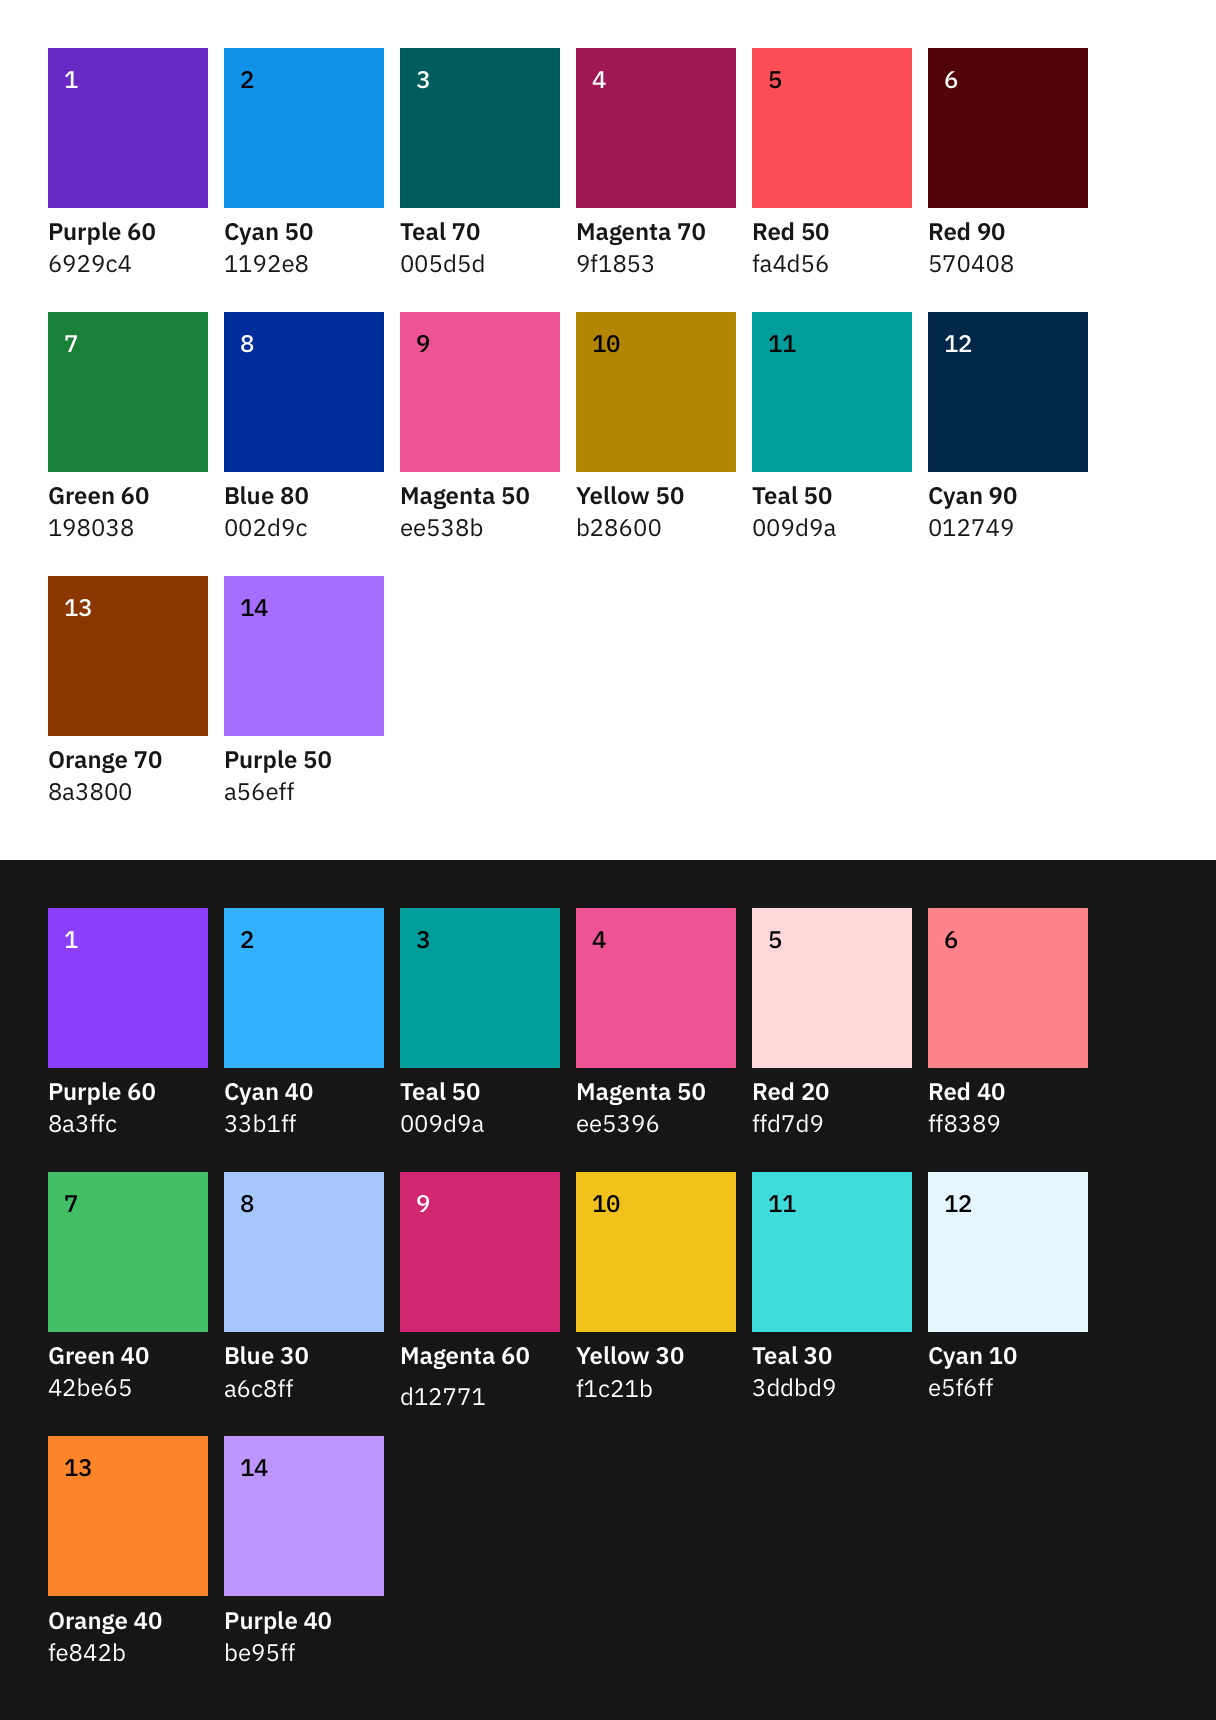 1 2 3 4 5 6
Purple 60 Cyan 50 Teal 70 Magenta 70 Red 50 Red 90
6929c4 1192e8 005d5d 9f1853 fa4d56 570408
7 8 9 10 11 12
Green 60 Blue 80 Magenta 50 Yellow 50 Teal 50 Cyan 90
198038 002d9c ee538b b28600 009d9a 012749
13 14
Orange 70 Purple 50
8a3800 a56eff
1 2 3 4 5 6
Purple 60 Cyan 40 Teal 50 Magenta 50 Red 20 Red 40
8a3ffc 33b1ff 009d9a ee5396 ffd7d9 ff8389
7 8 9 10 11 12
Green 40 Blue 30 Magenta 60 Yellow 30 Teal 30 Cyan 10
42be65 a6c8ff d12771 f1c21b 3ddbd9 e5f6ff
13 14
Orange 40 Purple 40
fe842b be95ff